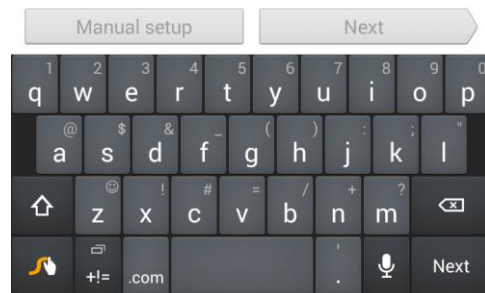 Manual setup Next
1 2 3 4 5 6 7 8 9 0
q w e r t y u i o p
@ $ & _ ( ) : ; "
a s d f g h j k l
! # = / + ?
z x c v b n m
'
+!= .com . Next